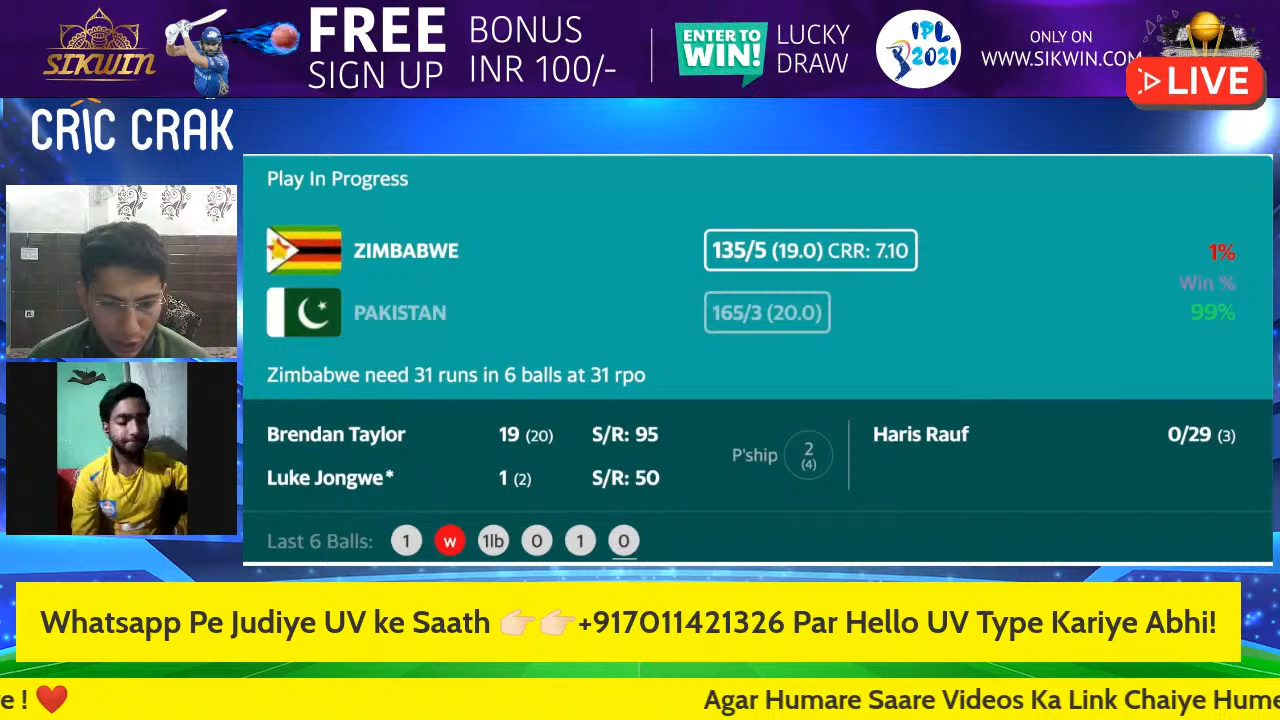 SIKWIN
FREE
SIGN UP
BONUS
INR 100/-
ENTER TO
WIN!
LUCKY
DRAW
IPL
2021
ONLY ON
WWW.SIKWIN.COM
LIVE
CRIC CRAK
Play In Progress
ZIMBABWE 135/5 (19.0) CRR: 7.10 1%
Win %
PAKISTAN 165/3 (20.0) 99%
Zimbabwe need 31 runs in 6 balls at 31 rpo
Brendan Taylor 19 (20) S/R: 95
Luke Jongwe* 1 (2) S/R: 50
P'ship 2 (4)
Haris Rauf 0/29 (3)
Last 6 Balls: 1 w 1lb 0 1 0
Whatsapp Pe Judiye UV ke Saath 👉🏻👉🏻+917011421326 Par Hello UV Type Kariye Abhi!
e ! ❤️ Agar Humare Saare Videos Ka Link Chaiye Hume